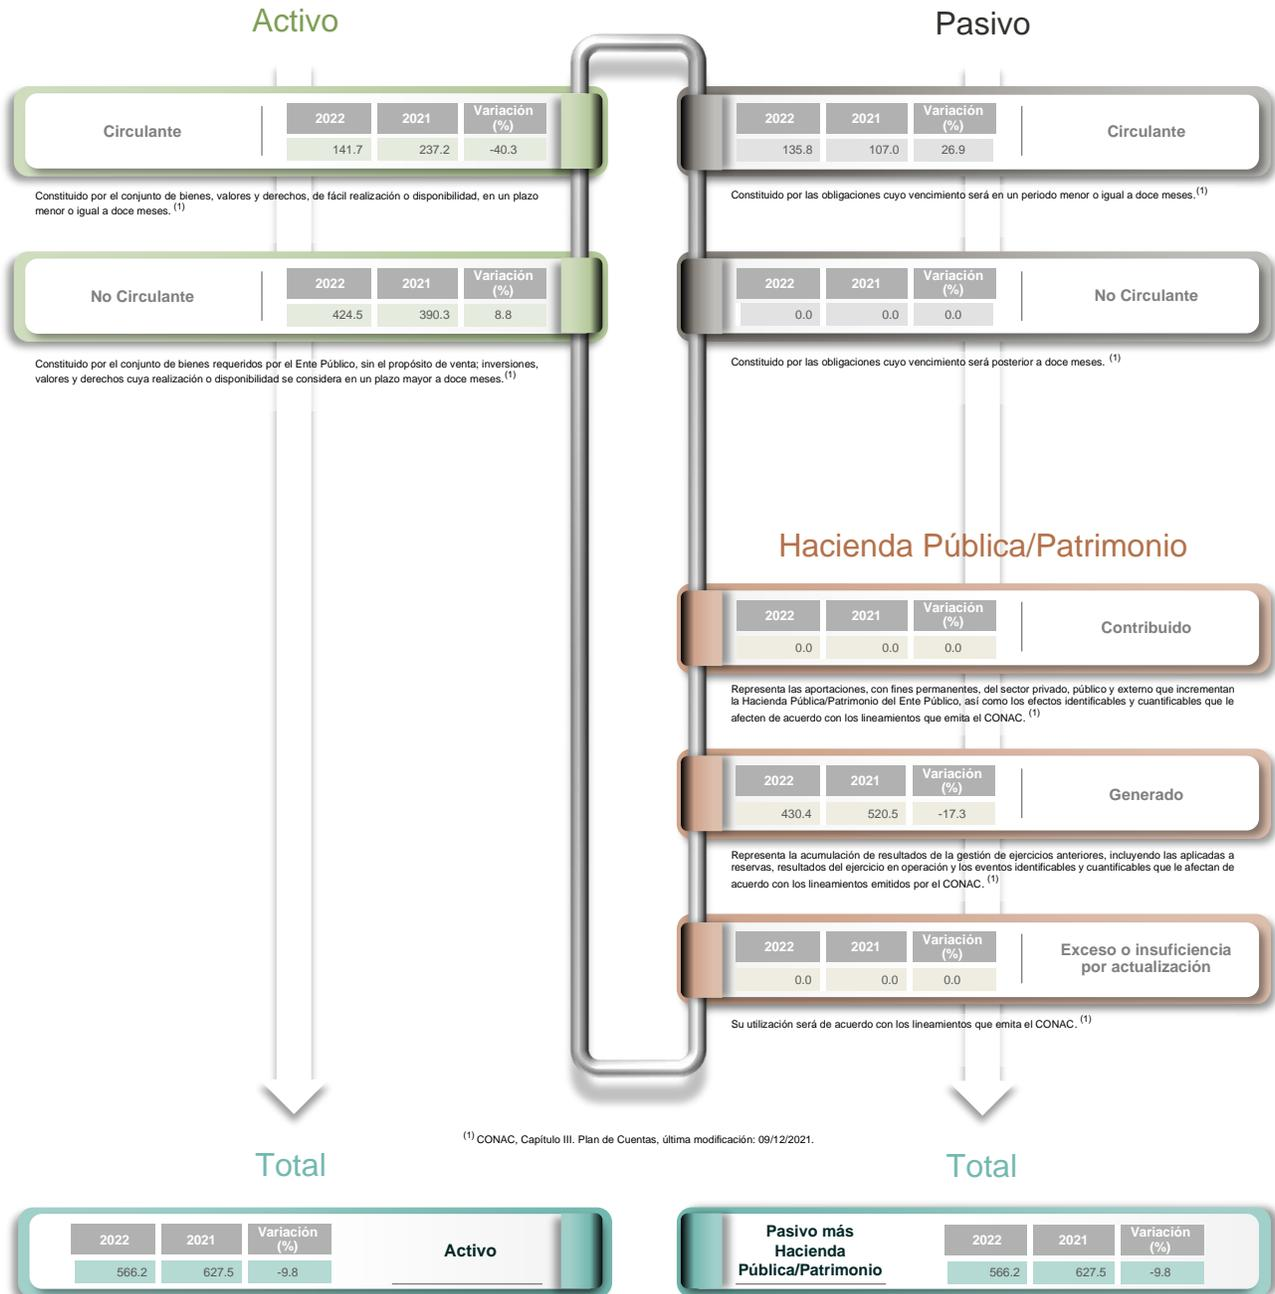 Activo
Circulante
2022 2021 Variación (%)
141.7 237.2 -40.3
Constituido por el conjunto de bienes, valores y derechos, de fácil realización o disponibilidad, en un plazo
menor o igual a doce meses. (1)
No Circulante
2022 2021 Variación (%)
424.5 390.3 8.8
Constituido por el conjunto de bienes requeridos por el Ente Público, sin el propósito de venta; inversiones,
valores y derechos cuya realización o disponibilidad se considera en un plazo mayor a doce meses. (1)
Pasivo
2022 2021 Variación (%)
135.8 107.0 26.9
Circulante
Constituido por las obligaciones cuyo vencimiento será en un periodo menor o igual a doce meses. (1)
2022 2021 Variación (%)
0.0 0.0 0.0
No Circulante
Constituido por las obligaciones cuyo vencimiento será posterior a doce meses. (1)
Hacienda Pública/Patrimonio
2022 2021 Variación (%)
0.0 0.0 0.0
Contribuido
Representa las aportaciones, con fines permanentes, del sector privado, público y externo que incrementan
la Hacienda Pública/Patrimonio del Ente Público, así como los efectos identificables y cuantificables que le
afecten de acuerdo con los lineamientos que emita el CONAC. (1)
2022 2021 Variación (%)
430.4 520.5 -17.3
Generado
Representa la acumulación de resultados de la gestión de ejercicios anteriores, incluyendo las aplicadas a
reservas, resultados del ejercicio en operación y los eventos identificables y cuantificables que le afectan de
acuerdo con los lineamientos emitidos por el CONAC. (1)
2022 2021 Variación (%)
0.0 0.0 0.0
Exceso o insuficiencia
por actualización
Su utilización será de acuerdo con los lineamientos que emita el CONAC. (1)
(1) CONAC, Capítulo III. Plan de Cuentas, última modificación: 09/12/2021.
Total
2022 2021 Variación (%)
566.2 627.5 -9.8
Activo
Total
Pasivo más
Hacienda
Pública/Patrimonio
2022 2021 Variación (%)
566.2 627.5 -9.8